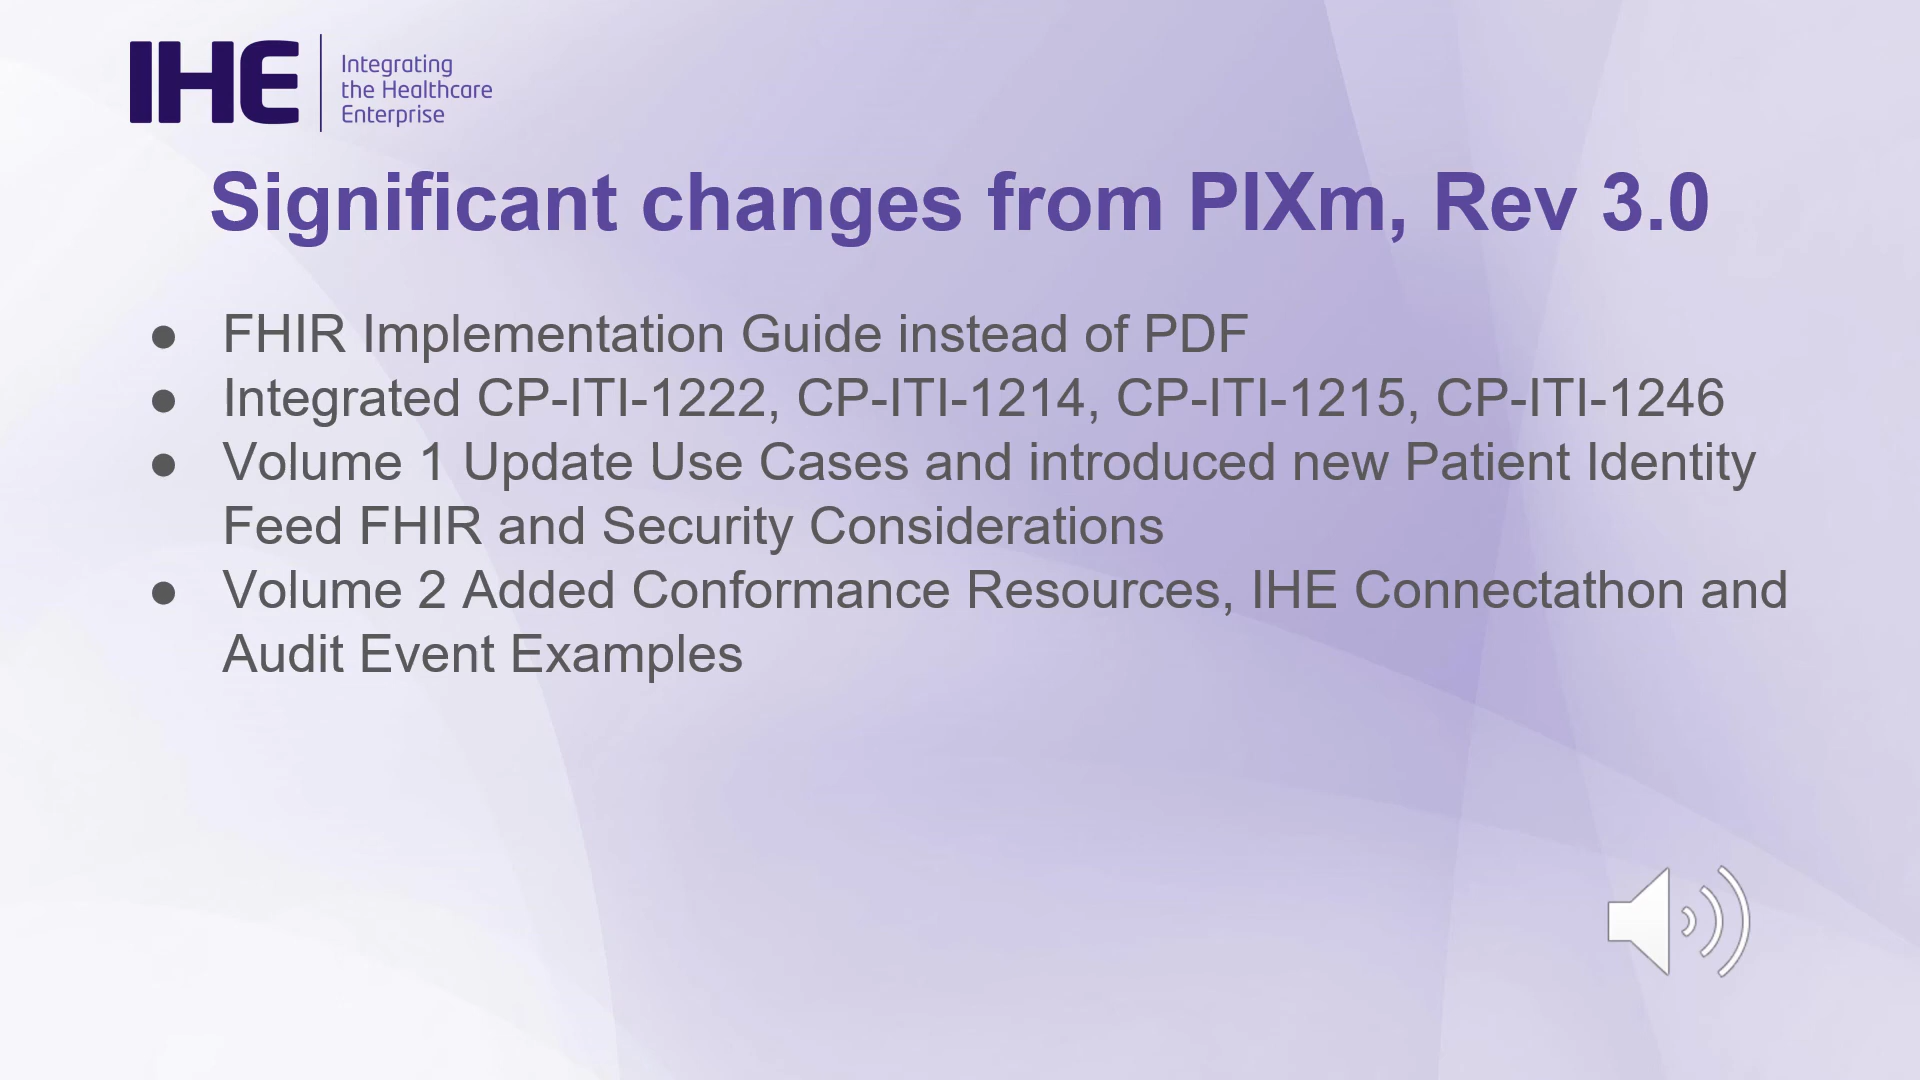 IHE
Integrating
the Healthcare
Enterprise
Significant changes from PIXm, Rev 3.0
● FHIR Implementation Guide instead of PDF
● Integrated CP-ITI-1222, CP-ITI-1214, CP-ITI-1215, CP-ITI-1246
● Volume 1 Update Use Cases and introduced new Patient Identity
Feed FHIR and Security Considerations
● Volume 2 Added Conformance Resources, IHE Connectathon and
Audit Event Examples